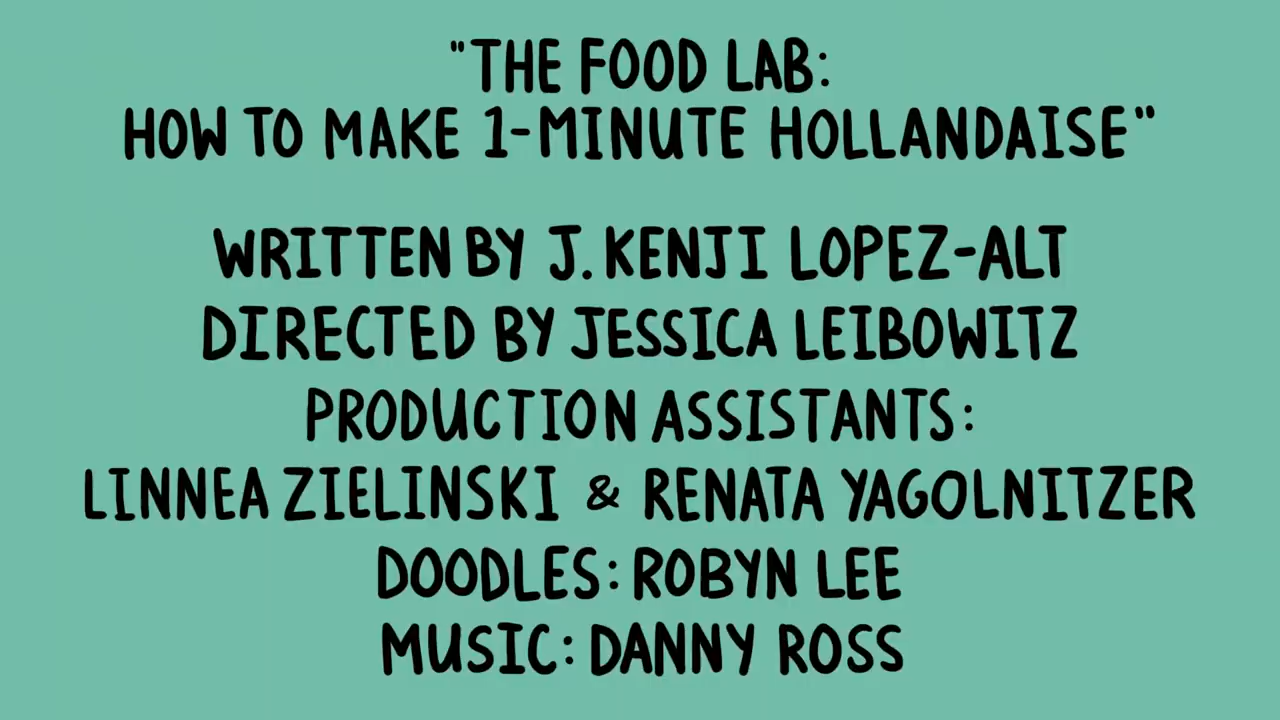 "THE FOOD LAB:
HOW TO MAKE 1-MINUTE HOLLANDAISE"
WRITTEN BY J. KENJI LOPEZ-ALT
DIRECTED BY JESSICA LEIBOWITZ
PRODUCTION ASSISTANTS:
LINNEA ZIELINSKI & RENATA YAGOLNITZER
DOODLES: ROBYN LEE
MUSIC: DANNY ROSS